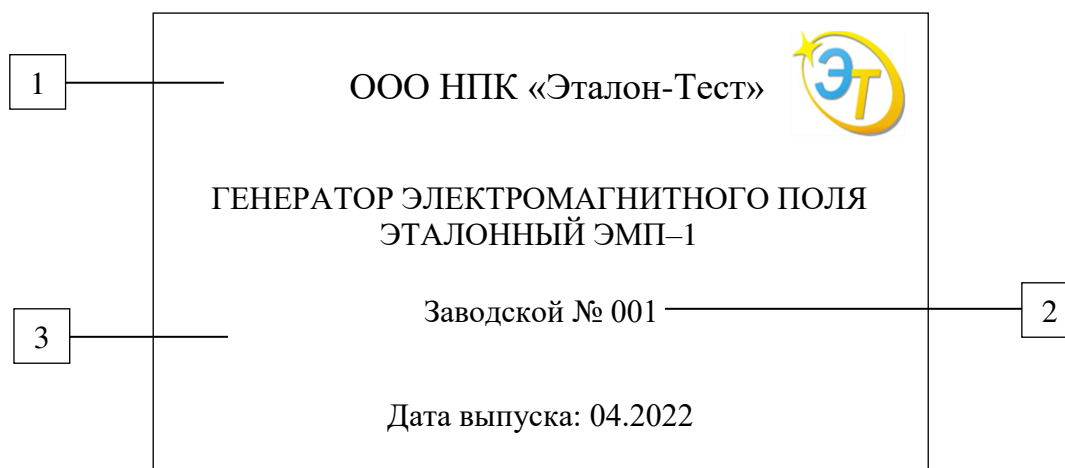 1
ООО НПК «Эталон-Тест»
ЭТ
ГЕНЕРАТОР ЭЛЕКТРОМАГНИТНОГО ПОЛЯ
ЭТАЛОННЫЙ ЭМП–1
Заводской № 001
2
3
Дата выпуска: 04.2022